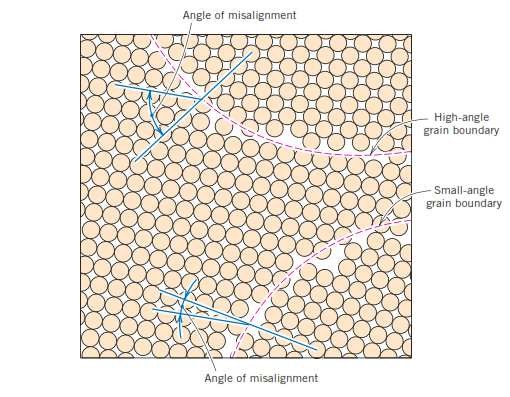 Angle of misalignment
High-angle
grain boundary
Small-angle
grain boundary
Angle of misalignment